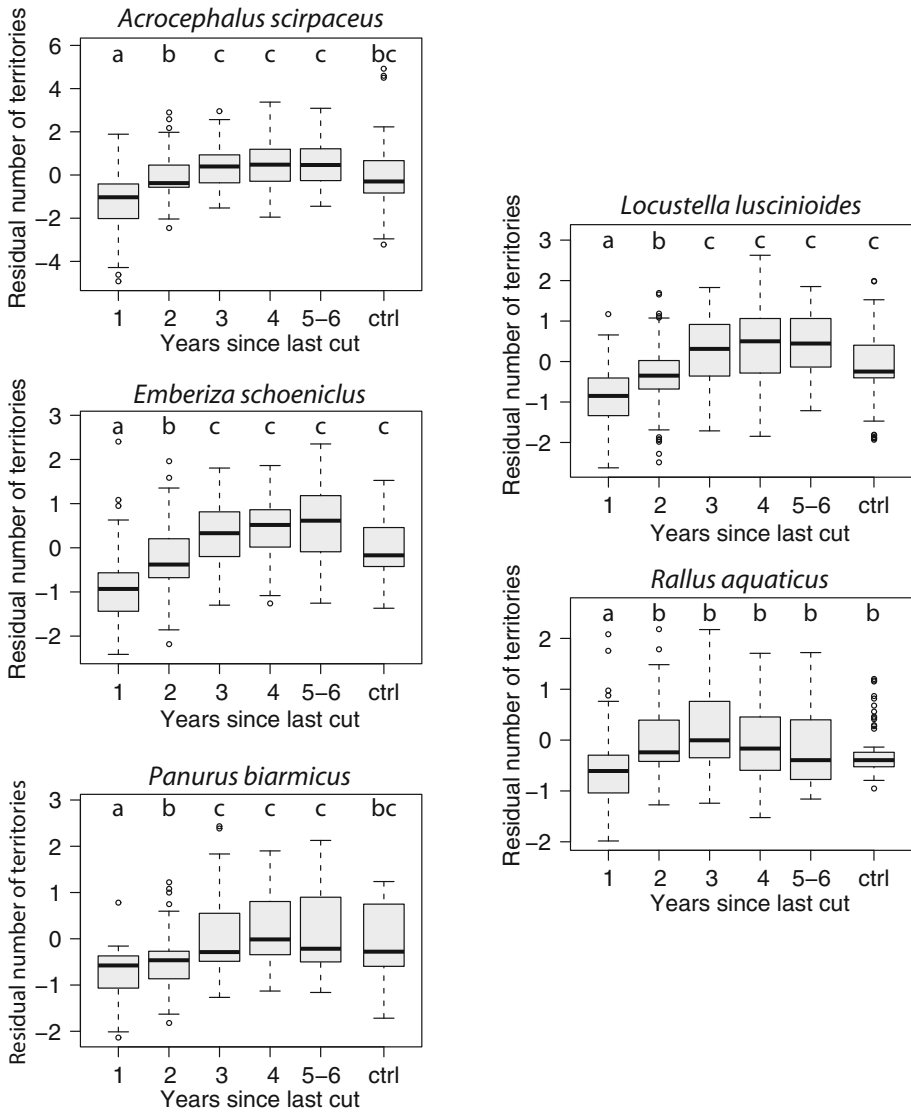 Acrocephalus scirpaceus
Residual number of territories
6
4
2
0
−2
−4
a b c c c bc
1 2 3 4 5−6 ctrl
Years since last cut
Emberiza schoeniclus
Residual number of territories
3
2
1
0
−1
−2
a b c c c c
1 2 3 4 5−6 ctrl
Years since last cut
Panurus biarmicus
Residual number of territories
3
2
1
0
−1
−2
a b c c c bc
1 2 3 4 5−6 ctrl
Years since last cut
Locustella luscinioides
Residual number of territories
3
2
1
0
−1
−2
a b c c c c
1 2 3 4 5−6 ctrl
Years since last cut
Rallus aquaticus
Residual number of territories
2
1
−0
−1
−2
a b b b b b
1 2 3 4 5−6 ctrl
Years since last cut